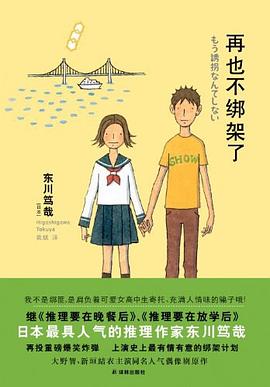 再也不绑架了
もう誘拐なんてしない
东川笃哉
[日本]
Higashigawa
Tokuya
译
SHOW
我不是绑匪，是肩负着可爱女高中生寄托、充满人情味的骗子哦！
继《推理要在晚餐后》、《推理要在放学后》
日本最具人气的推理作家东川笃哉
再投重磅爆笑炸弹 上演史上最有情有意的绑架计划
大野智、新垣结衣主演同名人气偶像剧原作
译林出版社